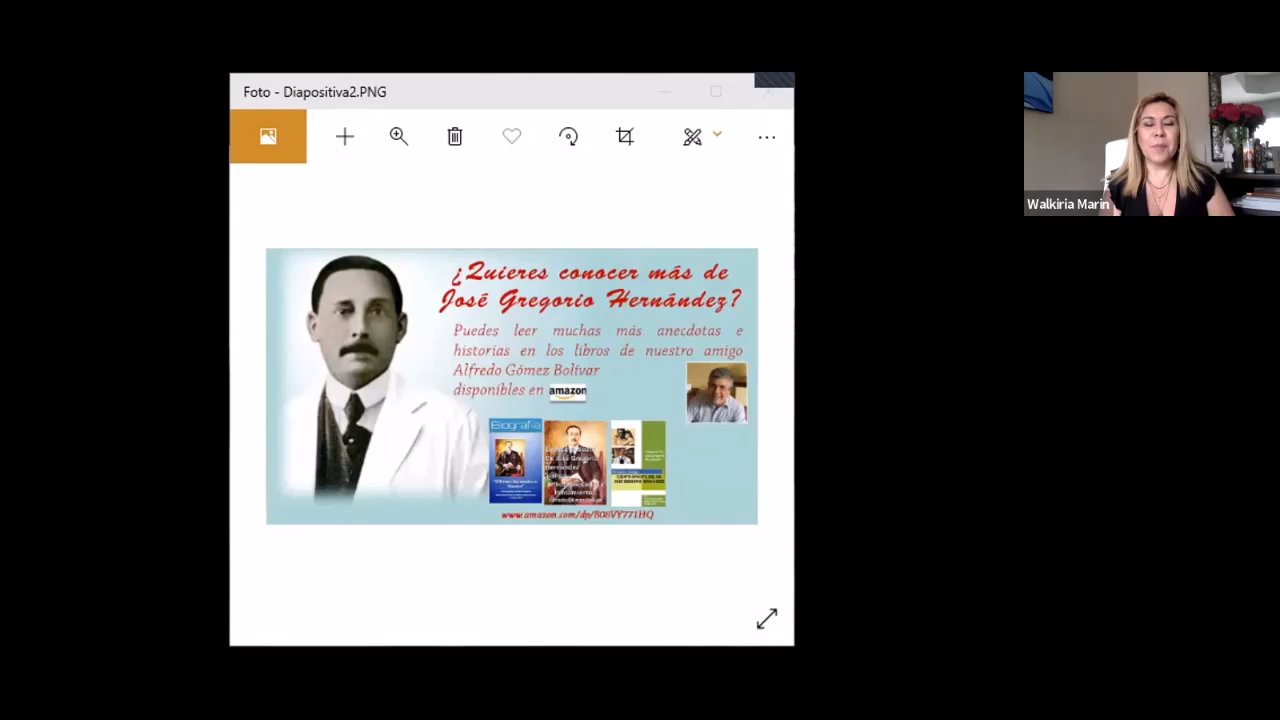 Foto - Diapositiva2.PNG
¿Quieres conocer más de
José Gregorio Hernández?
Puedes leer muchas más anecdotas e
historias en los libros de nuestro amigo
Alfredo Gómez Bolívar
disponibles en amazon
Biografía
www.amazon.com/dp/B08VY771HQ
Walkiria Marin